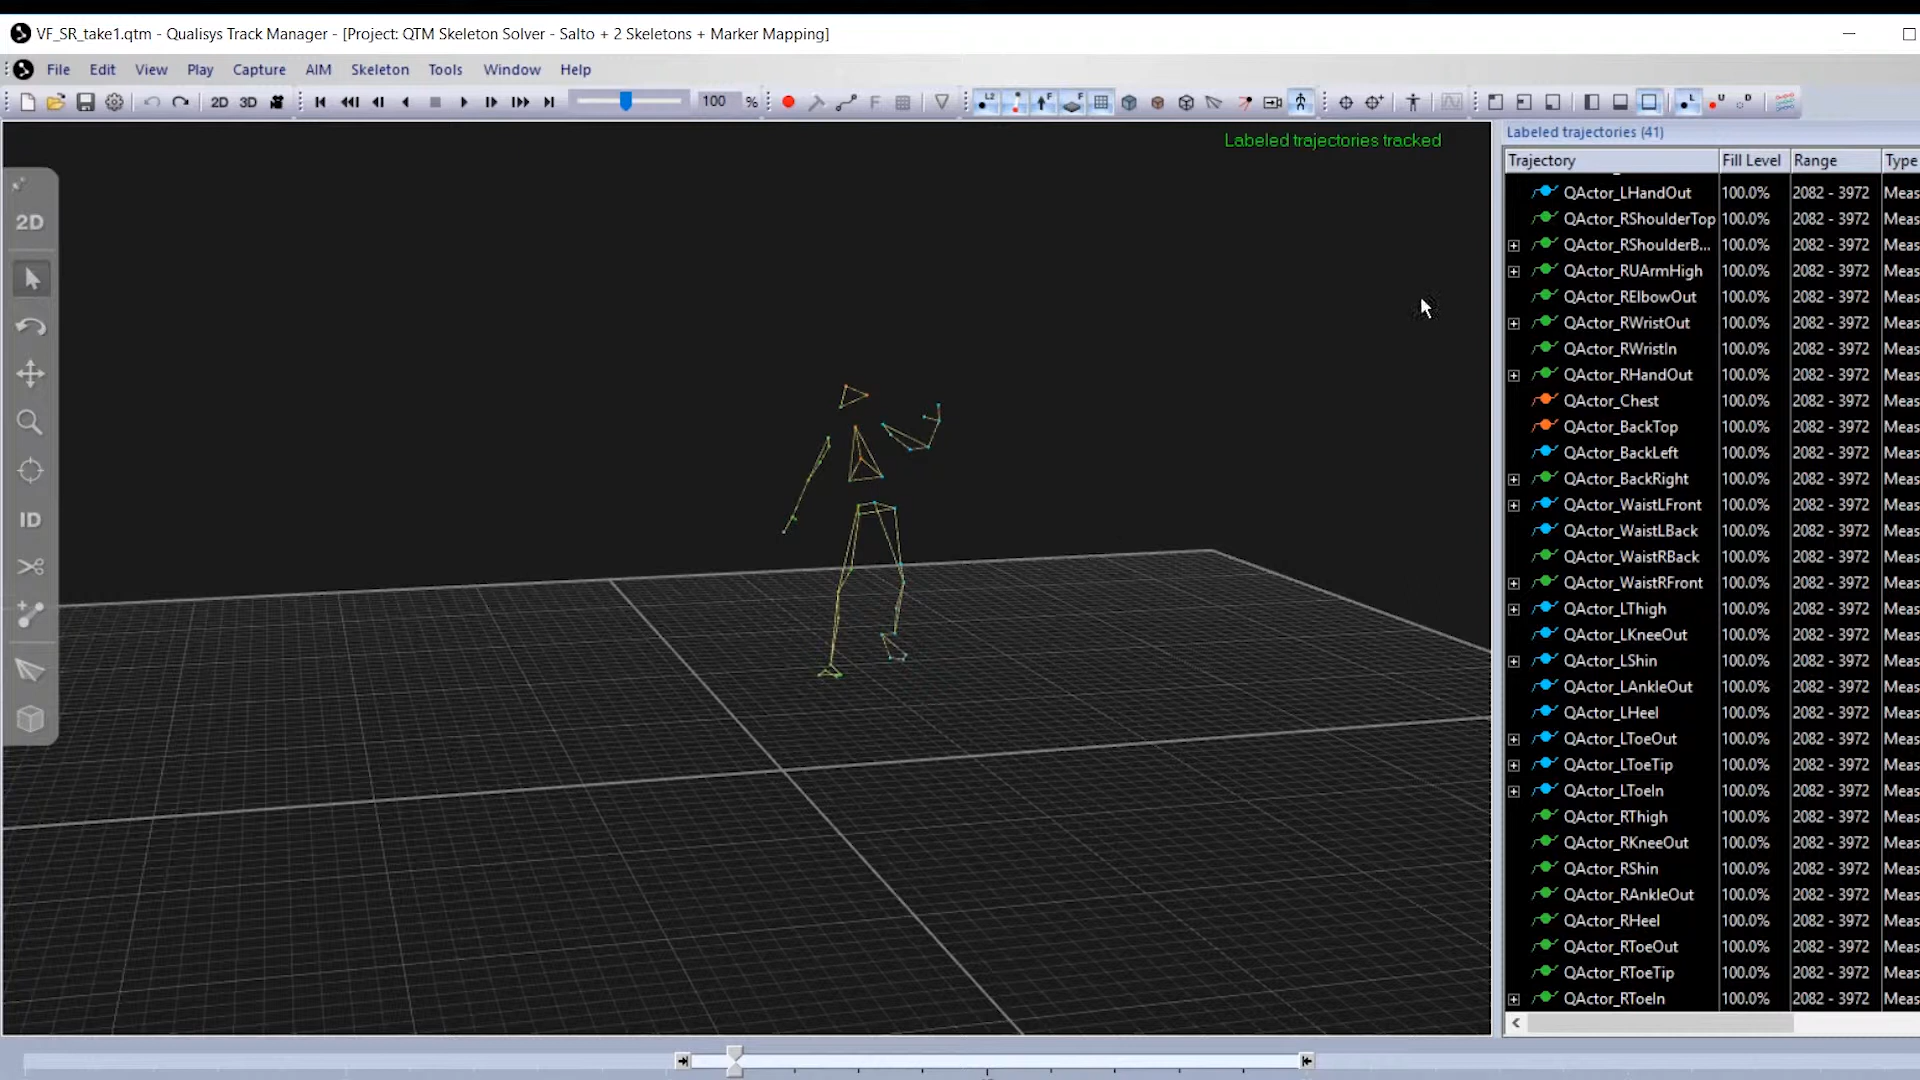 VF_SR_take1.qtm - Qualisys Track Manager - [Project: QTM Skeleton Solver - Salto + 2 Skeletons + Marker Mapping]
File Edit View Play Capture AIM Skeleton Tools Window Help
2D 3D 100 % F L2 F F L U D
Labeled trajectories tracked
2D
ID
Labeled trajectories (41)
Trajectory Fill Level Range Type
QActor_LHandOut 100.0% 2082 - 3972 Meas
QActor_RShoulderTop 100.0% 2082 - 3972 Meas
QActor_RShoulderB... 100.0% 2082 - 3972 Meas
QActor_RUArmHigh 100.0% 2082 - 3972 Meas
QActor_RElbowOut 100.0% 2082 - 3972 Meas
QActor_RWristOut 100.0% 2082 - 3972 Meas
QActor_RWristIn 100.0% 2082 - 3972 Meas
QActor_RHandOut 100.0% 2082 - 3972 Meas
QActor_Chest 100.0% 2082 - 3972 Meas
QActor_BackTop 100.0% 2082 - 3972 Meas
QActor_BackLeft 100.0% 2082 - 3972 Meas
QActor_BackRight 100.0% 2082 - 3972 Meas
QActor_WaistLFront 100.0% 2082 - 3972 Meas
QActor_WaistLBack 100.0% 2082 - 3972 Meas
QActor_WaistRBack 100.0% 2082 - 3972 Meas
QActor_WaistRFront 100.0% 2082 - 3972 Meas
QActor_LThigh 100.0% 2082 - 3972 Meas
QActor_LKneeOut 100.0% 2082 - 3972 Meas
QActor_LShin 100.0% 2082 - 3972 Meas
QActor_LAnkleOut 100.0% 2082 - 3972 Meas
QActor_LHeel 100.0% 2082 - 3972 Meas
QActor_LToeOut 100.0% 2082 - 3972 Meas
QActor_LToeTip 100.0% 2082 - 3972 Meas
QActor_LToeIn 100.0% 2082 - 3972 Meas
QActor_RThigh 100.0% 2082 - 3972 Meas
QActor_RKneeOut 100.0% 2082 - 3972 Meas
QActor_RShin 100.0% 2082 - 3972 Meas
QActor_RAnkleOut 100.0% 2082 - 3972 Meas
QActor_RHeel 100.0% 2082 - 3972 Meas
QActor_RToeOut 100.0% 2082 - 3972 Meas
QActor_RToeTip 100.0% 2082 - 3972 Meas
QActor_RToeIn 100.0% 2082 - 3972 Meas